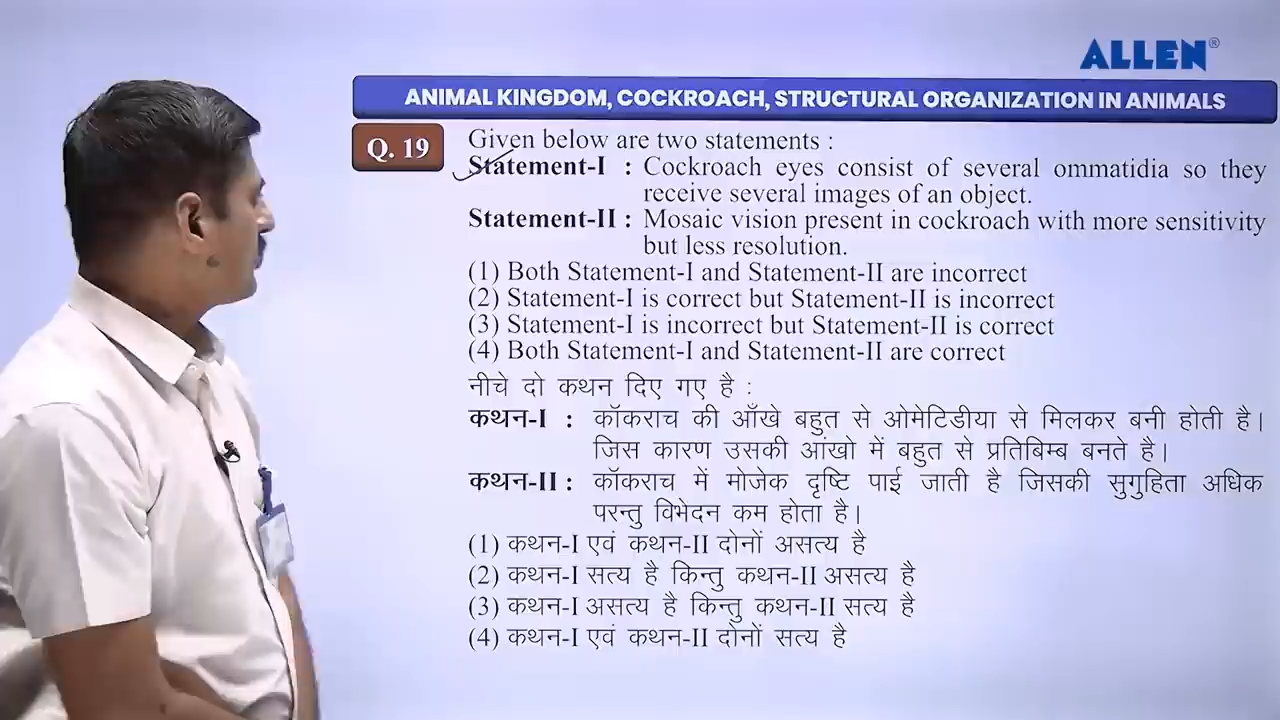 ALLEN®
ANIMAL KINGDOM, COCKROACH, STRUCTURAL ORGANIZATION IN ANIMALS
Q. 19
Given below are two statements :
Statement-I : Cockroach eyes consist of several ommatidia so they
receive several images of an object.
Statement-II : Mosaic vision present in cockroach with more sensitivity
but less resolution.
(1) Both Statement-I and Statement-II are incorrect
(2) Statement-I is correct but Statement-II is incorrect
(3) Statement-I is incorrect but Statement-II is correct
(4) Both Statement-I and Statement-II are correct
नीचे दो कथन दिए गए है :
कथन-I : कॉकराच की आँखे बहुत से ओमेटिडीया से मिलकर बनी होती है।
जिस कारण उसकी आंखो में बहुत से प्रतिबिम्ब बनते है।
कथन-II : कॉकराच में मोजेक दृष्टि पाई जाती है जिसकी सुगुहिता अधिक
परन्तु विभेदन कम होता है।
(1) कथन-I एवं कथन-II दोनों असत्य है
(2) कथन-I सत्य है किन्तु कथन-II असत्य है
(3) कथन-I असत्य है किन्तु कथन-II सत्य है
(4) कथन-I एवं कथन-II दोनों सत्य है